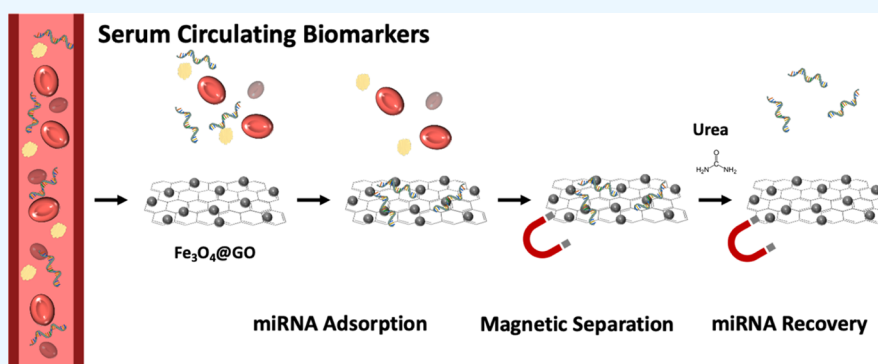 Serum Circulating Biomarkers
Urea
O
H₂N NH₂
Fe₃O₄@GO
miRNA Adsorption
Magnetic Separation
miRNA Recovery